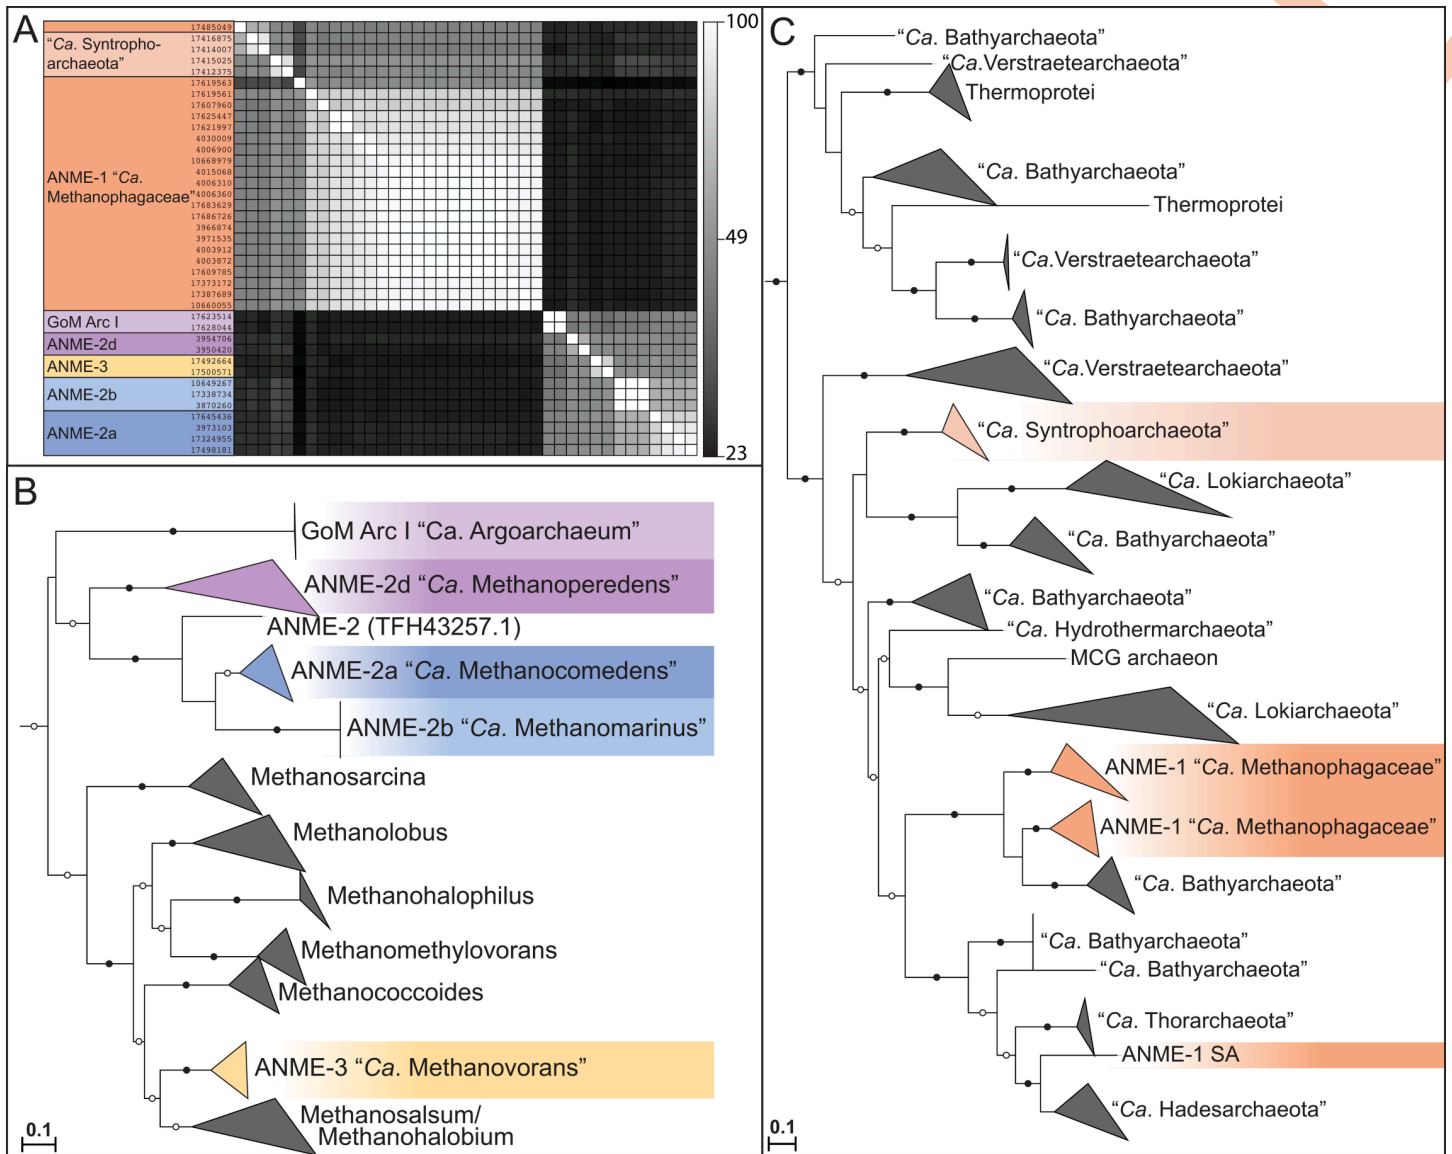 A
17485049
17416875
17414007
17415025
17412375
"Ca. Syntropho-
archaeota"
17619563
17619561
17607960
17625447
17621997
4030009
4006900
10668979
4015068
4006310
4006360
17683629
17686726
3966874
3971535
4003912
4003872
17609785
17373172
17387689
10660055
ANME-1 "Ca.
Methanophagaceae"
GoM Arc I
17623514
17628044
ANME-2d
3954706
3950420
ANME-3
17492664
17500571
ANME-2b
10649267
17338734
3870260
ANME-2a
17645436
3973103
17324955
17498181
100
49
23
B
GoM Arc I "Ca. Argoarchaeum"
ANME-2d "Ca. Methanoperedens"
ANME-2 (TFH43257.1)
ANME-2a "Ca. Methanocomedens"
ANME-2b "Ca. Methanomarinus"
Methanosarcina
Methanolobus
Methanohalophilus
Methanomethylovorans
Methanococcoides
ANME-3 "Ca. Methanovorans"
Methanosalsum/
Methanohalobium
0.1
C
"Ca. Bathyarchaeota"
"Ca.Verstraetearchaeota"
Thermoprotei
"Ca. Bathyarchaeota"
Thermoprotei
"Ca.Verstraetearchaeota"
"Ca. Bathyarchaeota"
"Ca.Verstraetearchaeota"
"Ca. Syntrophoarchaeota"
"Ca. Lokiarchaeota"
"Ca. Bathyarchaeota"
"Ca. Bathyarchaeota"
"Ca. Hydrothermarchaeota"
MCG archaeon
"Ca. Lokiarchaeota"
ANME-1 "Ca. Methanophagaceae"
ANME-1 "Ca. Methanophagaceae"
"Ca. Bathyarchaeota"
"Ca. Bathyarchaeota"
"Ca. Bathyarchaeota"
"Ca. Thorarchaeota"
ANME-1 SA
"Ca. Hadesarchaeota"
0.1